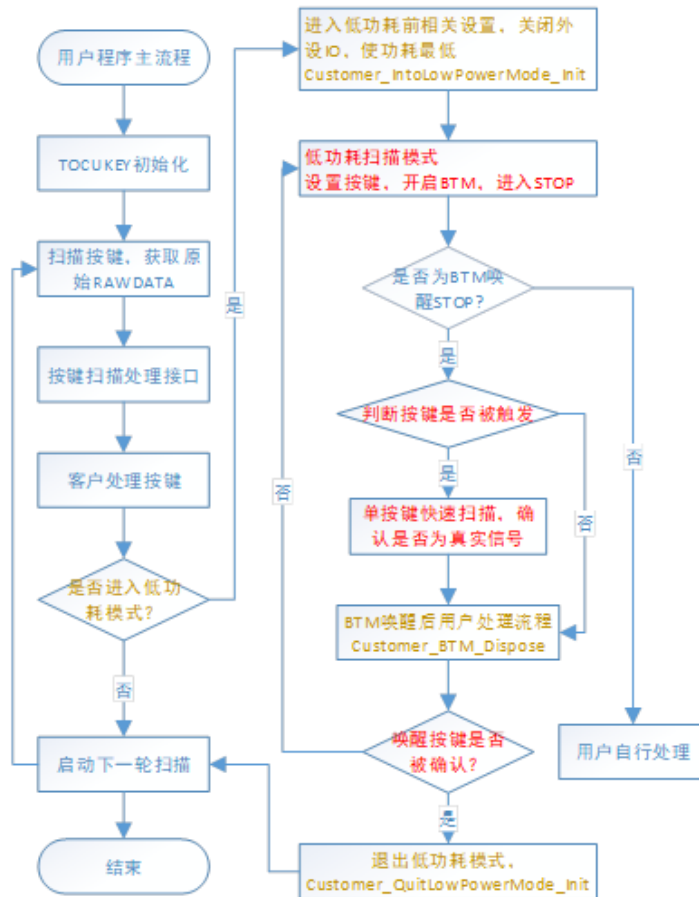 用户程序主流程
TOCUKEY初始化
扫描按键，获取原
始RAWDATA
按键扫描处理接口
客户处理按键
是否进入低功
耗模式？
否
启动下一轮扫描
结束
是
进入低功耗前相关设置，关闭外
设IO，使功耗最低
Customer_IntoLowPowerMode_Init
低功耗扫描模式
设置按键，开启BTM，进入STOP
是否为BTM唤
醒STOP？
是
否
判断按键是否被触发
是
否
单按键快速扫描，确
认是否为真实信号
BTM唤醒后用户处理流程
Customer_BTM_Dispose
唤醒按键是否
被确认？
否
是
用户自行处理
退出低功耗模式，
Customer_QuitLowPowerMode_Init